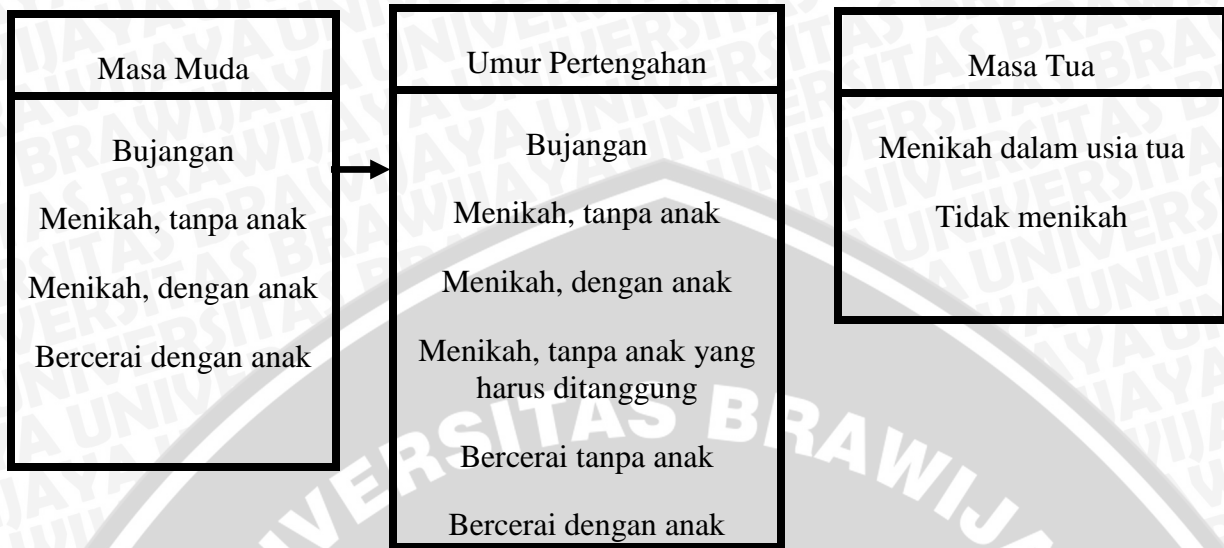 Masa Muda
Bujangan
Menikah, tanpa anak
Menikah, dengan anak
Bercerai dengan anak
Umur Pertengahan
Bujangan
Menikah, tanpa anak
Menikah, dengan anak
Menikah, tanpa anak yang
harus ditanggung
Bercerai tanpa anak
Bercerai dengan anak
Masa Tua
Menikah dalam usia tua
Tidak menikah